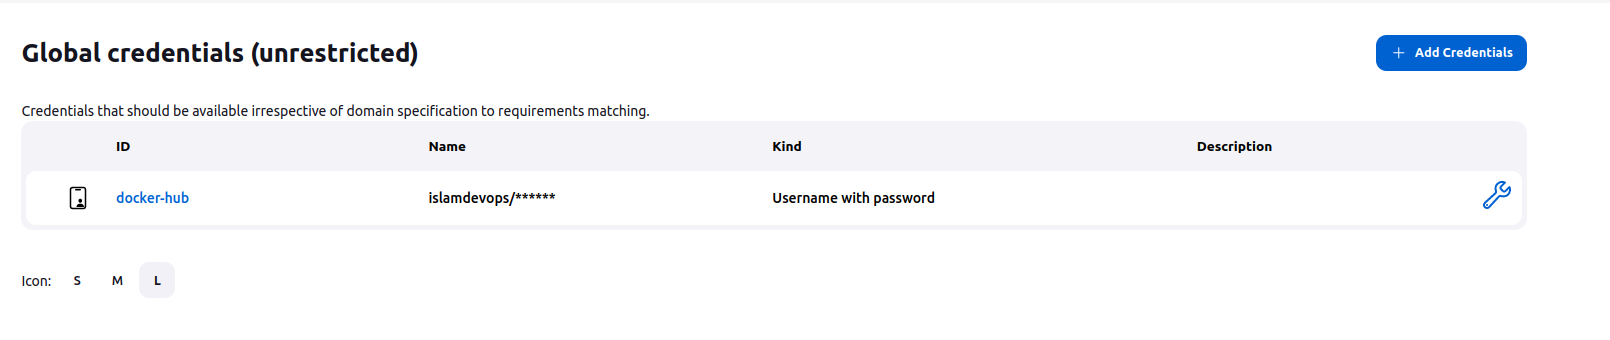 Global credentials (unrestricted)
+ Add Credentials
Credentials that should be available irrespective of domain specification to requirements matching.
ID Name Kind Description
docker-hub islamdevops/****** Username with password
Icon: S M L